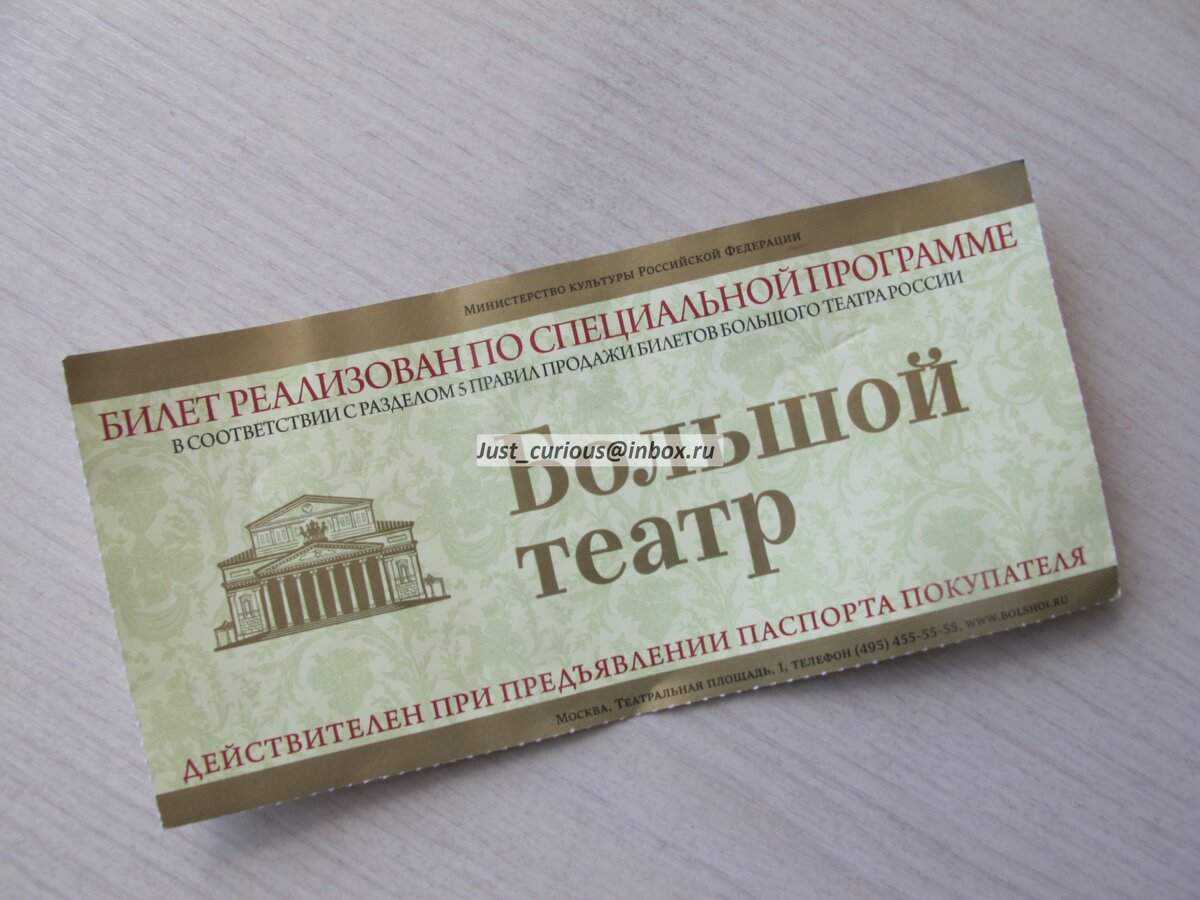 Министерство культуры Российской Федерации
БИЛЕТ РЕАЛИЗОВАН ПО СПЕЦИАЛЬНОЙ ПРОГРАММЕ
В СООТВЕТСТВИИ С РАЗДЕЛОМ 5 ПРАВИЛ ПРОДАЖИ БИЛЕТОВ БОЛЬШОГО ТЕАТРА РОССИИ
Just_curious@inbox.ru
Большой
театр
ДЕЙСТВИТЕЛЕН ПРИ ПРЕДЪЯВЛЕНИИ ПАСПОРТА ПОКУПАТЕЛЯ
Москва, Театральная площадь, 1, телефон (495) 455-55-55. www.bolshoi.ru